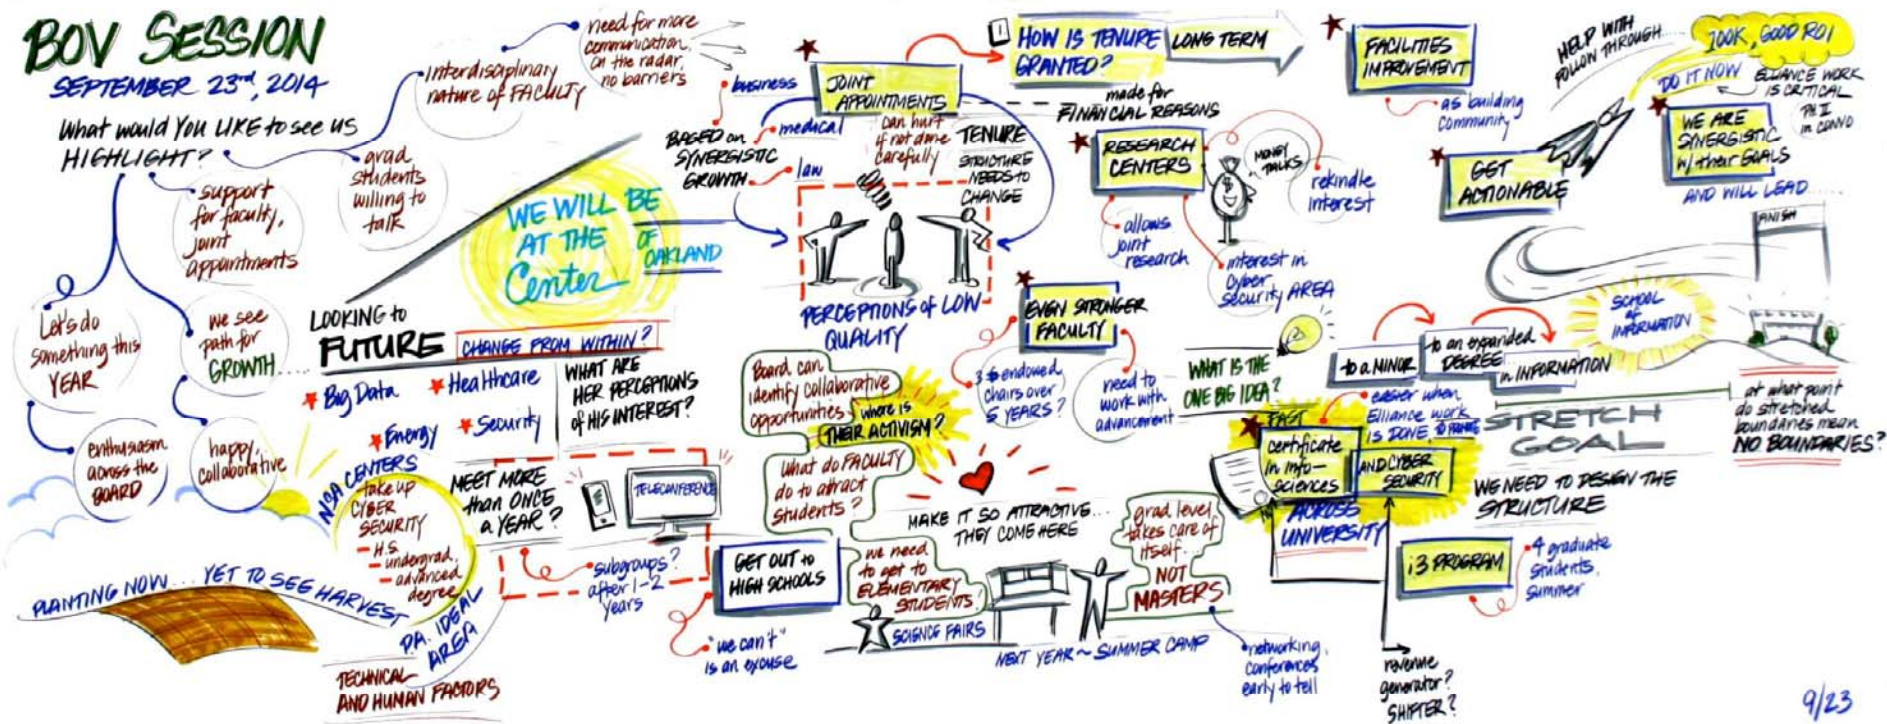 BOV SESSION
SEPTEMBER 23rd, 2014
What would YOU LIKE to see us
HIGHLIGHT?
Let's do
something this
YEAR
enthusiasm
across the
BOARD
support
for faculty,
joint
appointments
we see
path for
GROWTH....
happy,
collaborative
grad
students
willing to
talk
interdisciplinary
nature of FACULTY
need for more
communication,
on the radar,
no barriers
PLANTING NOW... YET TO SEE HARVEST
LOOKING to
FUTURE
CHANGE FROM WITHIN?
Big Data
Healthcare
Energy
Security
WE WILL BE
AT THE
Center
OF
OAKLAND
NSA CENTERS
take up
CYBER
SECURITY
- H.S.
- undergrad,
- advanced
degree
PA. IDEAL
AREA
TECHNICAL
AND HUMAN FACTORS
WHAT ARE
HER PERCEPTIONS
of HIS INTEREST?
MEET MORE
than ONCE
a YEAR?
TELECONFERENCE
subgroups?
after 1-2
years
JOINT
APPOINTMENTS
BASED on
SYNERGISTIC
GROWTH
business
medical
law
can hurt
if not done
carefully
TENURE
STRUCTURE
NEEDS to
CHANGE
made for
FINANCIAL REASONS
PERCEPTIONS OF LOW
QUALITY
HOW IS TENURE
GRANTED?
LONG TERM
RESEARCH
CENTERS
MONEY
TALKS
rekindle
interest
allows
joint
research
interest in
Cyber
security AREA
EVEN STRONGER
FACULTY
endowed
chairs over
5 YEARS?
need to
work with
advancement
Board can
identify collaborative
opportunities
where is
THEIR ACTIVISM?
What do FACULTY
do to attract
students?
we need
to get to
ELEMENTARY
STUDENTS!
GET OUT to
HIGH SCHOOLS
"we can't"
is an excuse
MAKE IT SO ATTRACTIVE...
THEY COME HERE
SCIENCE FAIRS
NEXT YEAR ~ SUMMER CAMP
grad level
takes care of
itself...
NOT
MASTERS
networking,
conferences
early to tell
FACILITIES
IMPROVEMENT
as building
community
GET
ACTIONABLE
HELP WITH
FOLLOW THROUGH....
300K, GOOD ROI
DO IT NOW
ELLIANCE WORK
IS CRITICAL
PH II
in CONVO
WE ARE
SYNERGISTIC
w/ their GOALS
AND WILL LEAD.....
FINISH
WHAT IS THE
ONE BIG IDEA?
FAST
certificate
in info-
sciences
AND CYBER
SECURITY
ACROSS
UNIVERSITY
to a MINOR
to an expanded
DEGREE...
in INFORMATION
SCHOOL
of
INFORMATION
easier when
Elliance work
IS DONE,
STRETCH
GOAL
at what point
do stretched
boundaries mean
NO BOUNDARIES?
WE NEED TO DESIGN THE
STRUCTURE
i3 PROGRAM
4 graduate
students,
summer
revenue
generator?
SHIFTER?
9/23